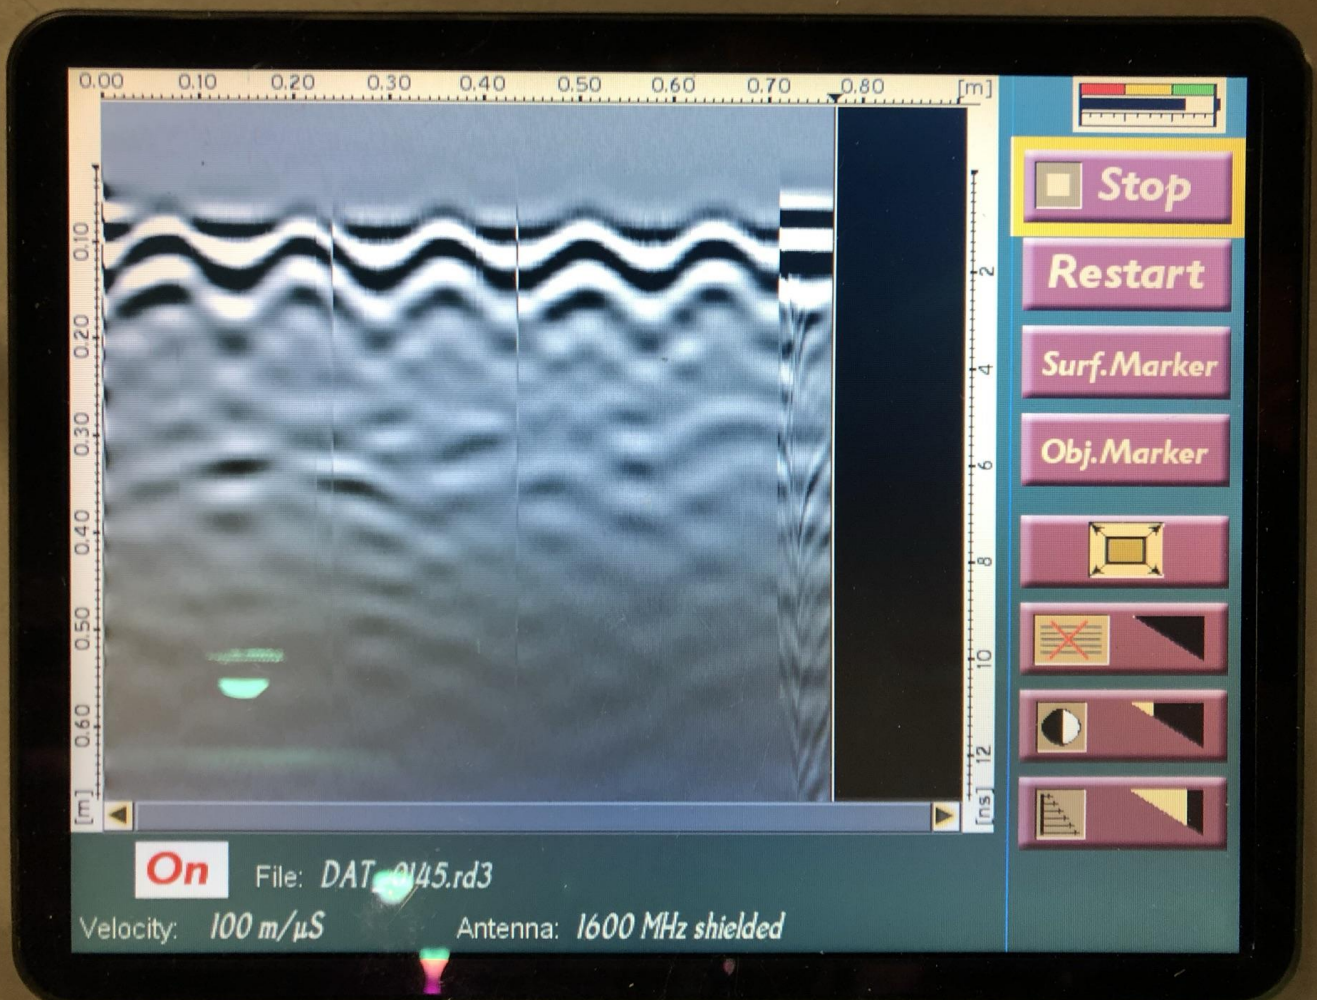 0.00 0.10 0.20 0.30 0.40 0.50 0.60 0.70 0.80 [m]
0.10
0.20
0.30
0.40
0.50
0.60
[m]
2
4
6
8
10
12
[ns]
Stop
Restart
Surf.Marker
Obj.Marker
On File: DAT_0145.rd3
Velocity: 100 m/µS Antenna: 1600 MHz shielded